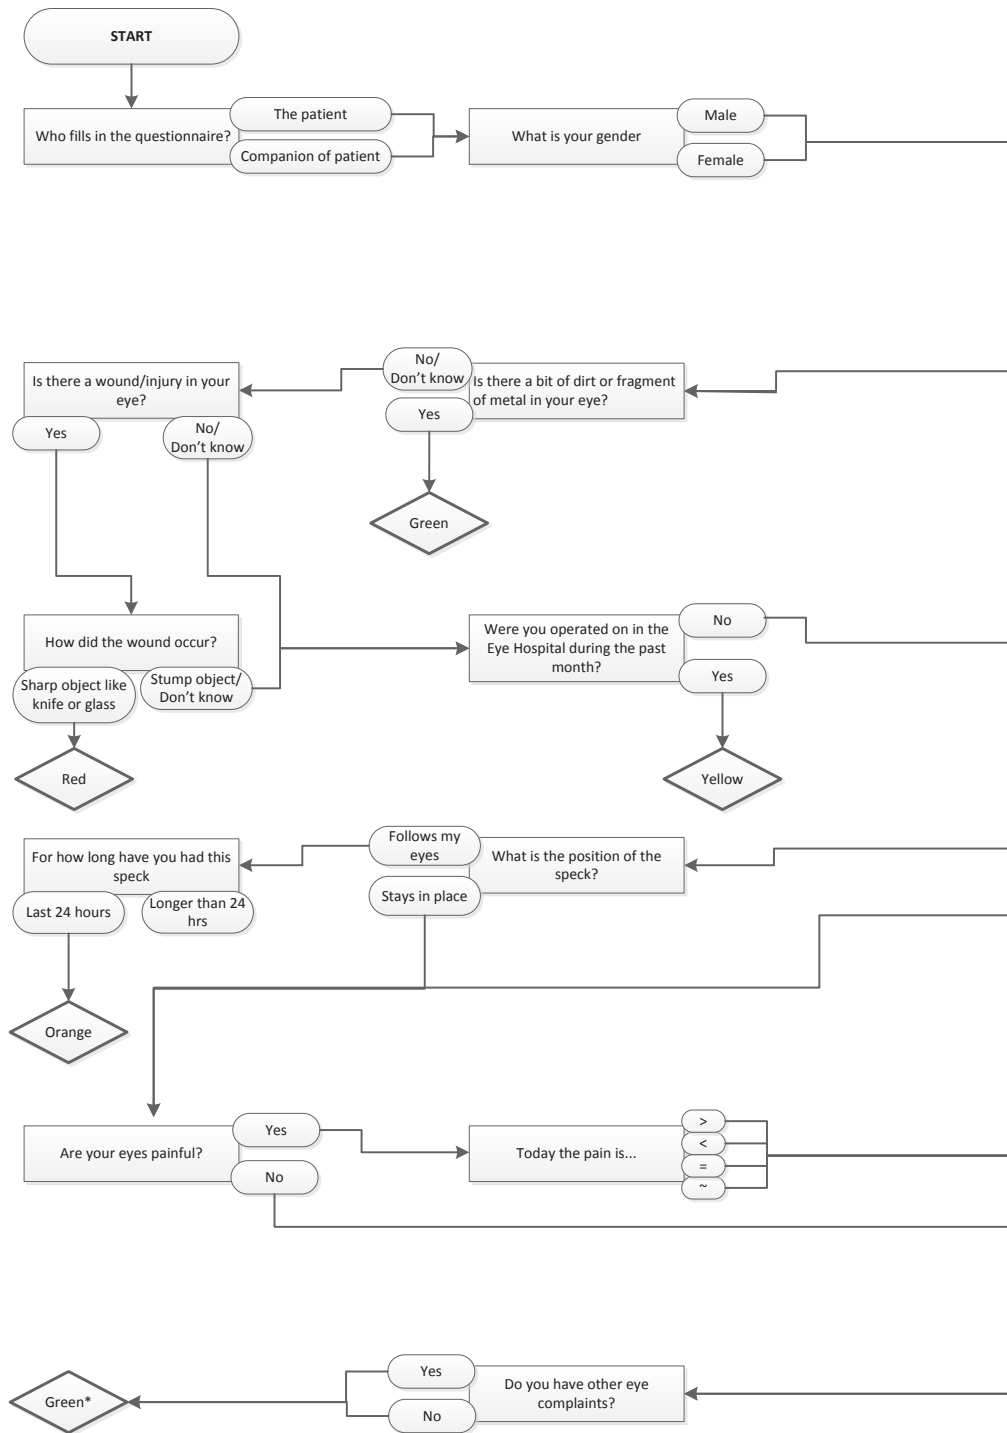 START
Who fills in the questionnaire?
The patient
Companion of patient
What is your gender
Male
Female
Is there a wound/injury in your
eye?
Yes
No/
Don't know
No/
Don't know
Yes
Is there a bit of dirt or fragment
of metal in your eye?
Green
How did the wound occur?
Sharp object like
knife or glass
Stump object/
Don't know
Red
Were you operated on in the
Eye Hospital during the past
month?
No
Yes
Yellow
For how long have you had this
speck
Last 24 hours
Longer than 24
hrs
Follows my
eyes
Stays in place
What is the position of the
speck?
Orange
Are your eyes painful?
Yes
No
Today the pain is...
>
<
=
~
Green*
Yes
No
Do you have other eye
complaints?